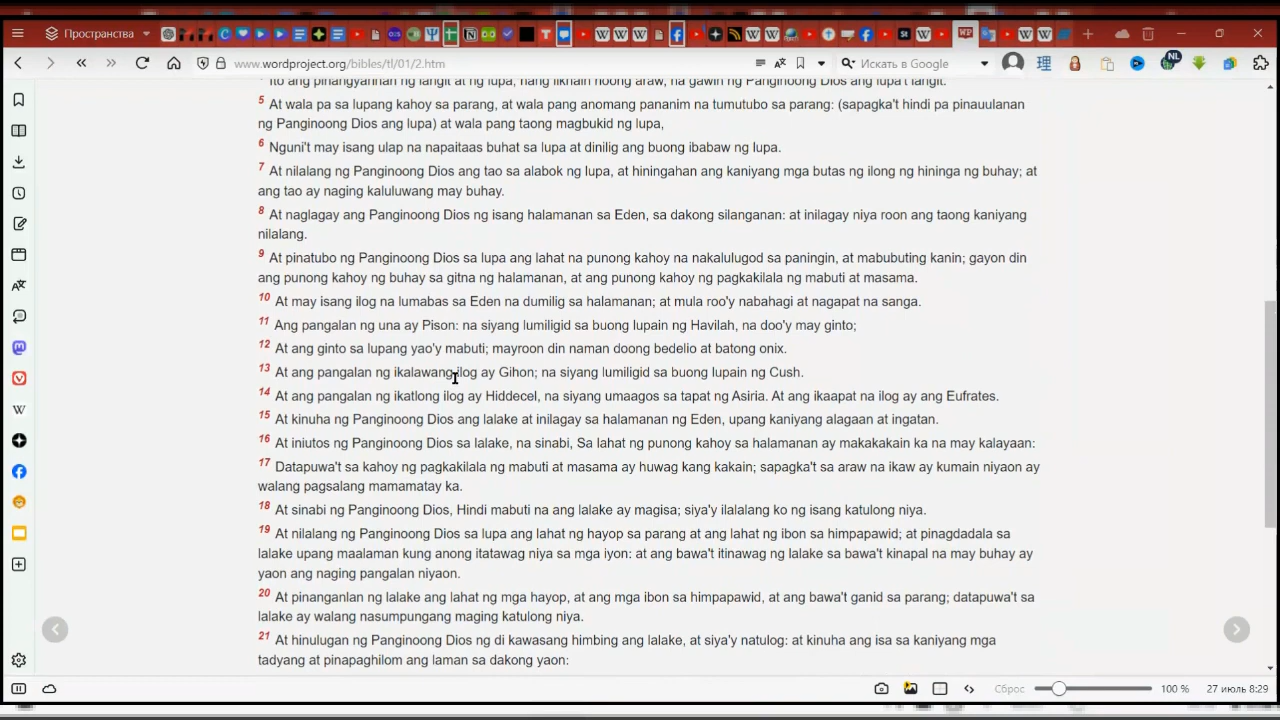 Пространства
www.wordproject.org/bibles/tl/01/2.htm
Искать в Google
Ito ang pinangyarihan ng langit at ng lupa, nang likhain noong araw, na gawin ng Panginoong Dios ang lupa't langit.
5 At wala pa sa lupang kahoy sa parang, at wala pang anomang pananim na tumutubo sa parang: (sapagka't hindi pa pinauulanan
ng Panginoong Dios ang lupa) at wala pang taong magbukid ng lupa,
6 Nguni't may isang ulap na napaitaas buhat sa lupa at dinilig ang buong ibabaw ng lupa.
7 At nilalang ng Panginoong Dios ang tao sa alabok ng lupa, at hiningahan ang kaniyang mga butas ng ilong ng hininga ng buhay; at
ang tao ay naging kaluluwang may buhay.
8 At naglagay ang Panginoong Dios ng isang halamanan sa Eden, sa dakong silanganan: at inilagay niya roon ang taong kaniyang
nilalang.
9 At pinatubo ng Panginoong Dios sa lupa ang lahat na punong kahoy na nakalulugod sa paningin, at mabubuting kanin; gayon din
ang punong kahoy ng buhay sa gitna ng halamanan, at ang punong kahoy ng pagkakilala ng mabuti at masama.
10 At may isang ilog na lumabas sa Eden na dumilig sa halamanan; at mula roo'y nabahagi at nagapat na sanga.
11 Ang pangalan ng una ay Pison: na siyang lumiligid sa buong lupain ng Havilah, na doo'y may ginto;
12 At ang ginto sa lupang yao'y mabuti; mayroon din naman doong bedelio at batong onix.
13 At ang pangalan ng ikalawang ilog ay Gihon; na siyang lumiligid sa buong lupain ng Cush.
14 At ang pangalan ng ikatlong ilog ay Hiddecel, na siyang umaagos sa tapat ng Asiria. At ang ikaapat na ilog ay ang Eufrates.
15 At kinuha ng Panginoong Dios ang lalake at inilagay sa halamanan ng Eden, upang kaniyang alagaan at ingatan.
16 At iniutos ng Panginoong Dios sa lalake, na sinabi, Sa lahat ng punong kahoy sa halamanan ay makakakain ka na may kalayaan:
17 Datapuwa't sa kahoy ng pagkakilala ng mabuti at masama ay huwag kang kakain; sapagka't sa araw na ikaw ay kumain niyaon ay
walang pagsalang mamamatay ka.
18 At sinabi ng Panginoong Dios, Hindi mabuti na ang lalake ay magisa; siya'y ilalalang ko ng isang katulong niya.
19 At nilalang ng Panginoong Dios sa lupa ang lahat ng hayop sa parang at ang lahat ng ibon sa himpapawid; at pinagdadala sa
lalake upang maalaman kung anong itatawag niya sa mga iyon: at ang bawa't itinawag ng lalake sa bawa't kinapal na may buhay ay
yaon ang naging pangalan niyaon.
20 At pinanganlan ng lalake ang lahat ng mga hayop, at ang mga ibon sa himpapawid, at ang bawa't ganid sa parang; datapuwa't sa
lalake ay walang nasumpungang maging katulong niya.
21 At hinulugan ng Panginoong Dios ng di kawasang himbing ang lalake, at siya'y natulog: at kinuha ang isa sa kaniyang mga
tadyang at pinapaghilom ang laman sa dakong yaon:
Сброс 100 % 27 июль 8:29